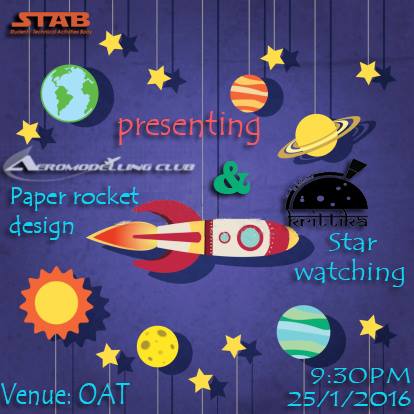 STAB
Students' Technical Activities Body
presenting
AEROMODELLING CLUB
&
Paper rocket
design
krittika
Star
watching
9:30PM
Venue: OAT
25/1/2016